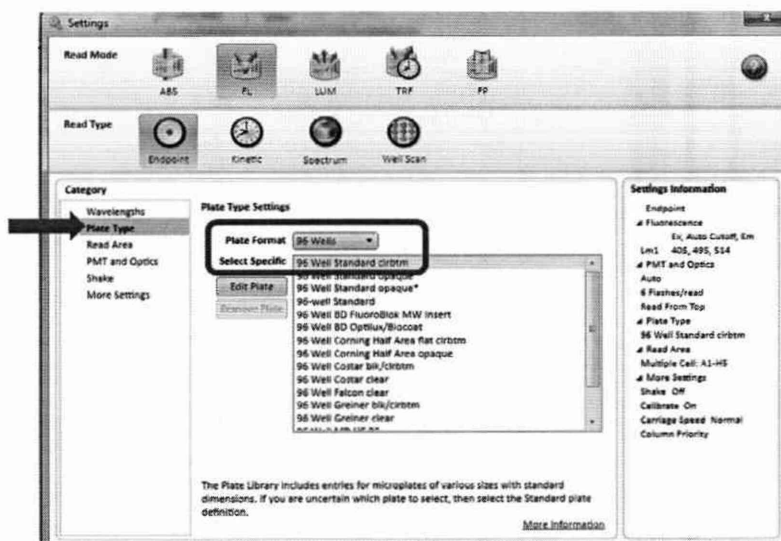 Settings
Read Mode
ABS FL LUM TRF FP
Read Type
Endpoint Kinetic Spectrum Well Scan
Category
Wavelengths
Plate Type
Read Area
PMT and Optics
Shake
More Settings
Plate Type Settings
Plate Format 96 Wells
Select Specific 96 Well Standard clrbtm
96 Well Standard opaque
Edit Plate
96 Well Standard opaque*
96-well Standard
Remove Plate
96 Well BD FluoroBlok MW Insert
96 Well BD Optilux/Biocoat
96 Well Corning Half Area flat clrbtm
96 Well Corning Half Area opaque
96 Well Costar blk/clrbtm
96 Well Costar clear
96 Well Falcon clear
96 Well Greiner blk/clrbtm
96 Well Greiner clear
The Plate Library includes entries for microplates of various sizes with standard
dimensions. If you are uncertain which plate to select, then select the Standard plate
definition.
More Information
Settings Information
Endpoint
Fluorescence
Ex, Auto Cutoff, Em
Lm1 405, 495, 514
PMT and Optics
Auto
6 Flashes/read
Read From Top
Plate Type
96 Well Standard clrbtm
Read Area
Multiple Cell: A1-H5
More Settings
Shake Off
Calibrate On
Carriage Speed Normal
Column Priority